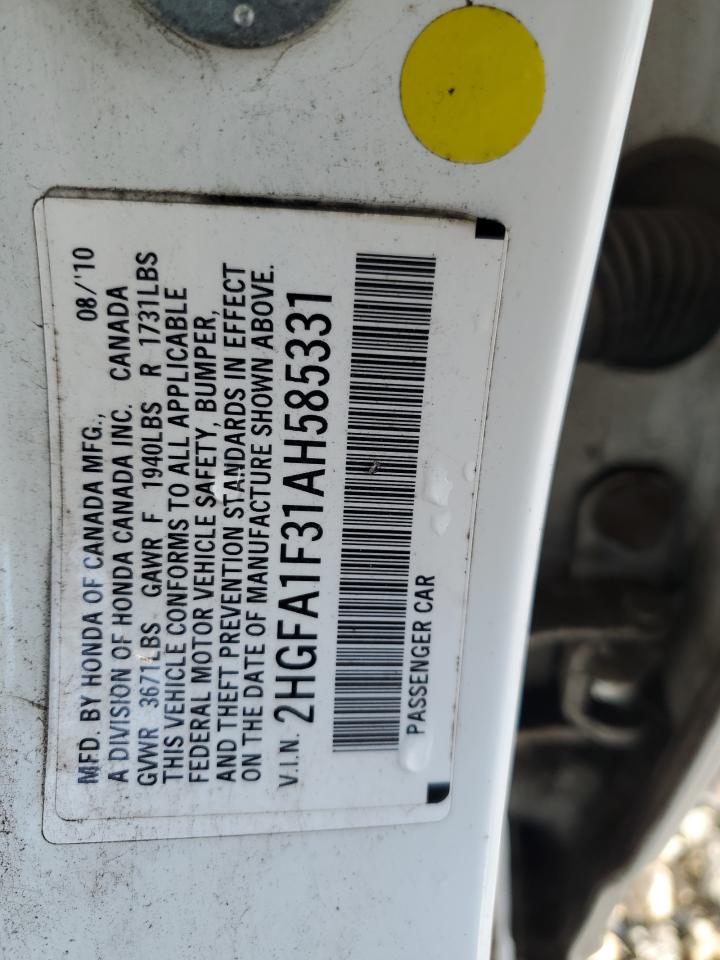 MFD. BY HONDA OF CANADA MFG., 08/'10
A DIVISION OF HONDA CANADA INC. CANADA
GVWR 3671LBS GAWR F 1940LBS R 1731LBS
THIS VEHICLE CONFORMS TO ALL APPLICABLE
FEDERAL MOTOR VEHICLE SAFETY, BUMPER,
AND THEFT PREVENTION STANDARDS IN EFFECT
ON THE DATE OF MANUFACTURE SHOWN ABOVE.
V.I.N. 2HGFA1F31AH585331
PASSENGER CAR